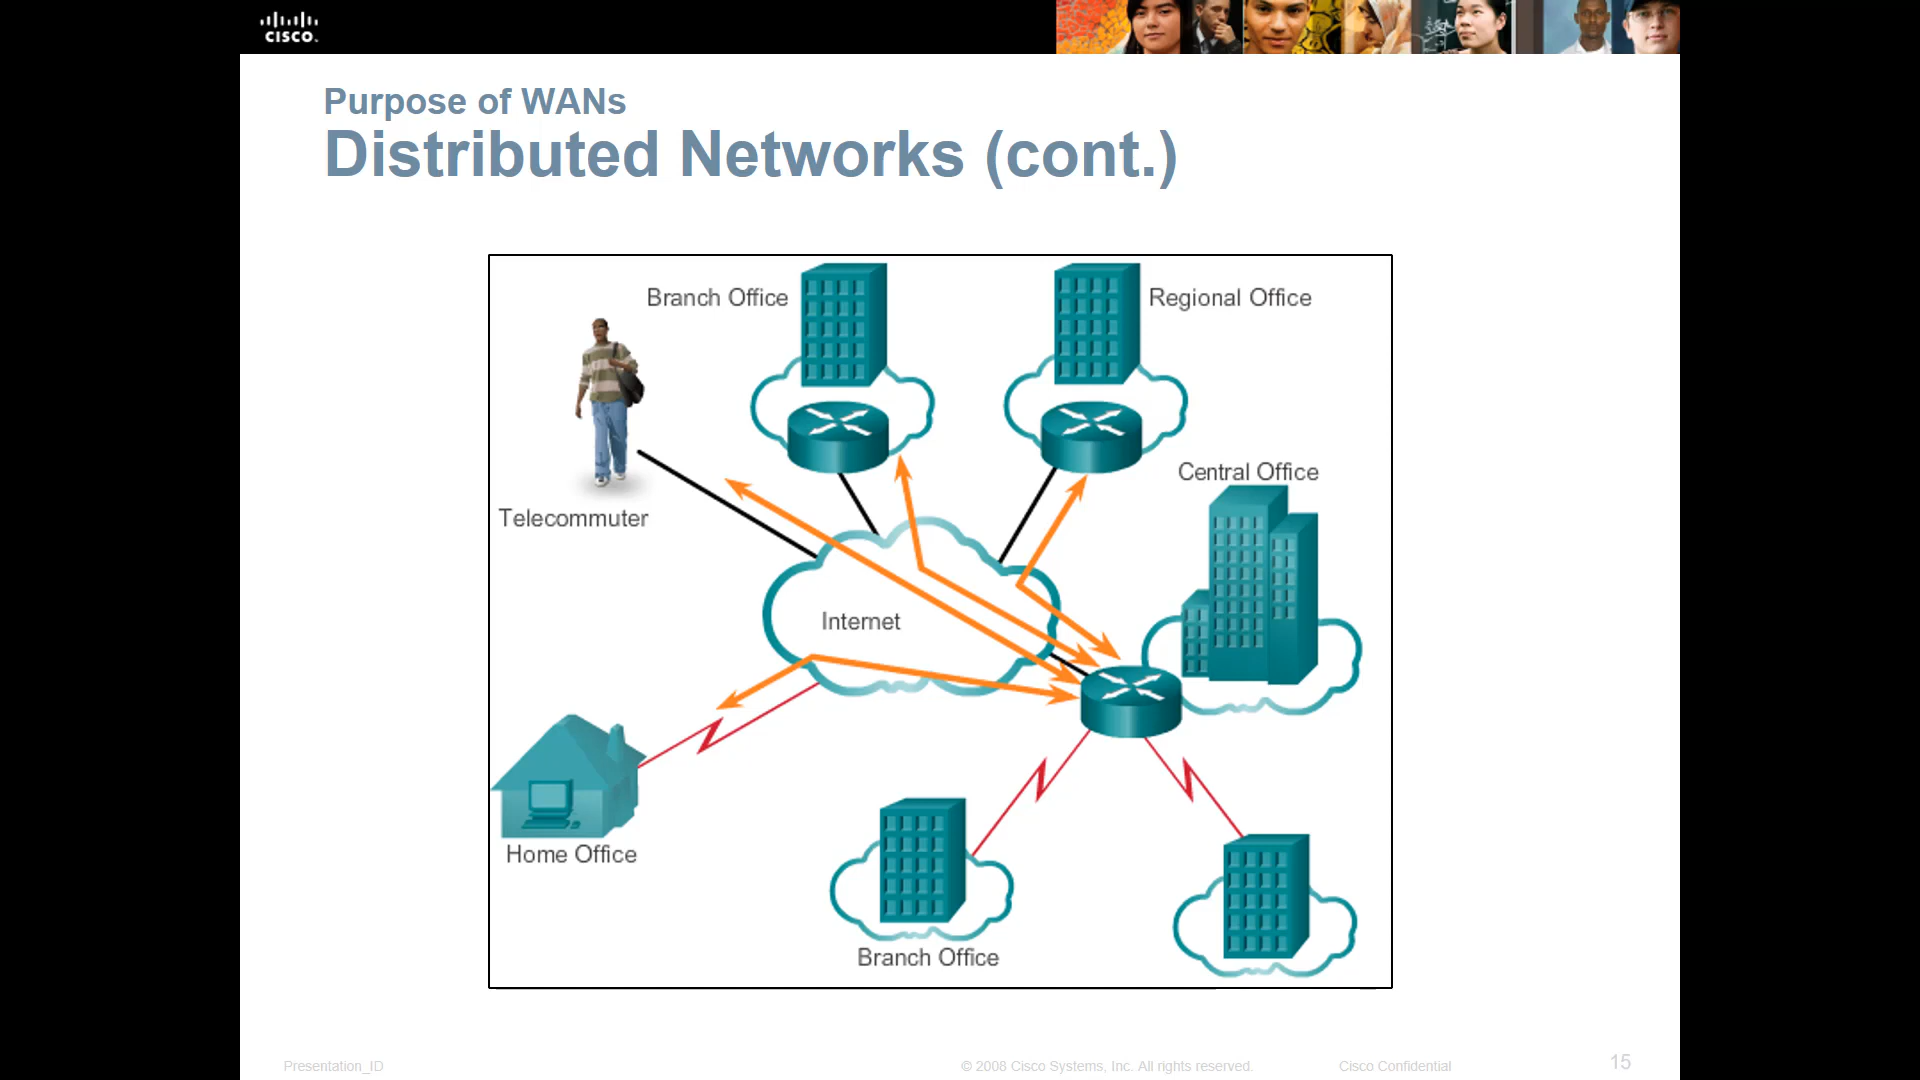 CISCO.
Purpose of WANs
Distributed Networks (cont.)
Branch Office
Regional Office
Central Office
Telecommuter
Internet
Home Office
Branch Office
Presentation_ID
© 2008 Cisco Systems, Inc. All rights reserved.
Cisco Confidential
15